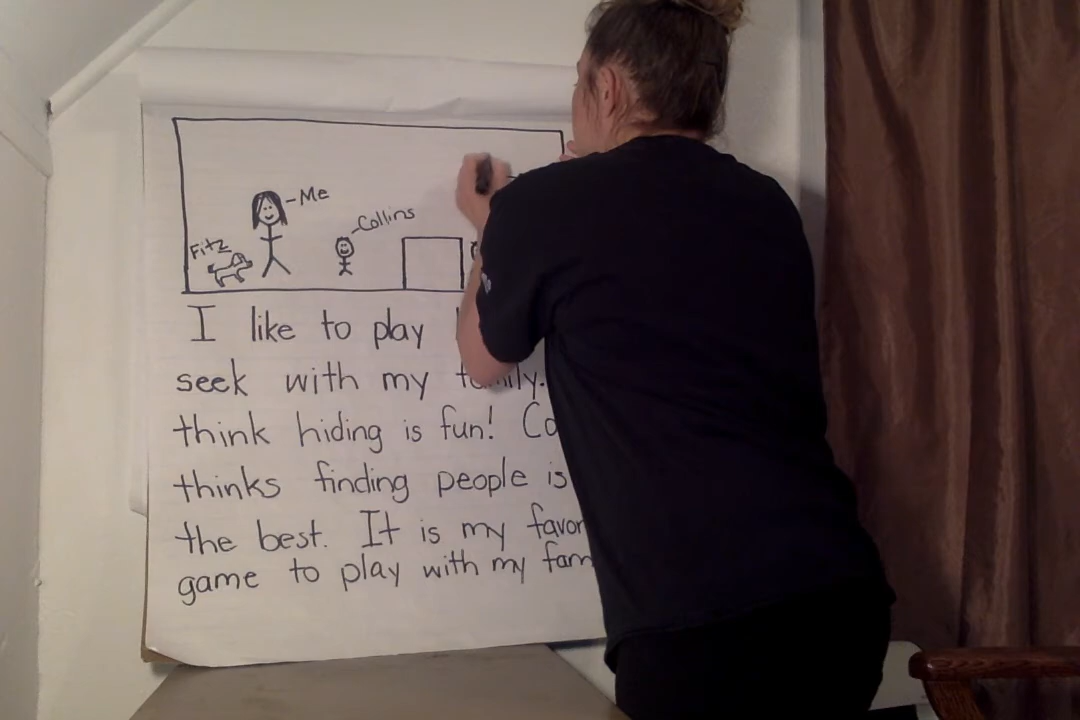 Me
Collins
Fitz
I like to play
seek with my family.
think hiding is fun!
thinks finding people is
the best. It is my
game to play with my